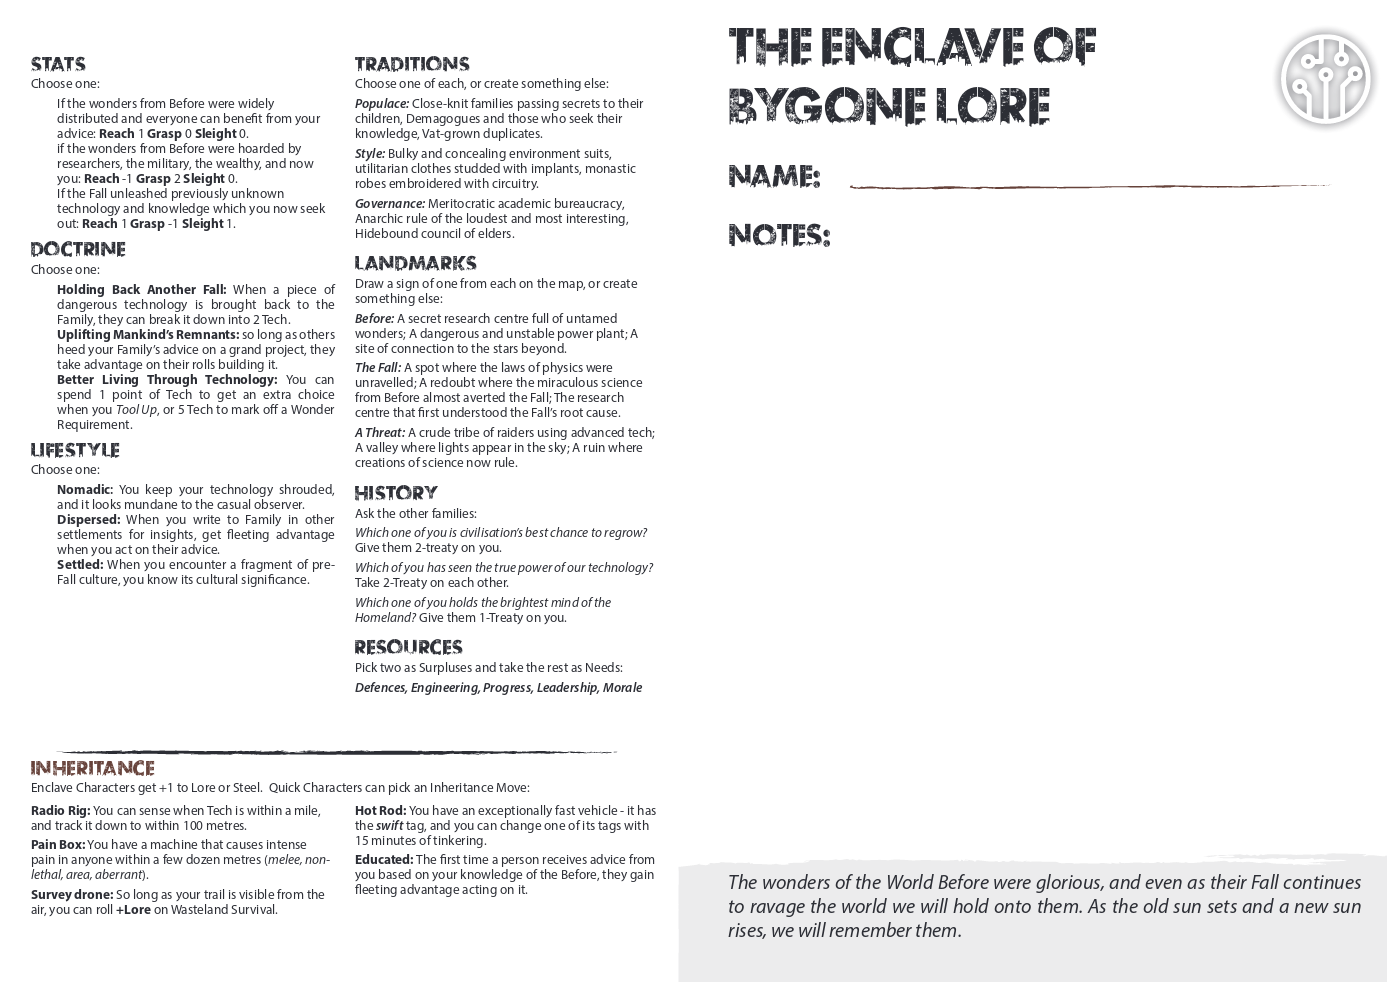 STATS
Choose one:
If the wonders from Before were widely
distributed and everyone can benefit from your
advice: Reach 1 Grasp 0 Sleight 0.
if the wonders from Before were hoarded by
researchers, the military, the wealthy, and now
you: Reach -1 Grasp 2 Sleight 0.
If the Fall unleashed previously unknown
technology and knowledge which you now seek
out: Reach 1 Grasp -1 Sleight 1.
DOCTRINE
Choose one:
Holding Back Another Fall: When a piece of
dangerous technology is brought back to the
Family, they can break it down into 2 Tech.
Uplifting Mankind's Remnants: so long as others
heed your Family's advice on a grand project, they
take advantage on their rolls building it.
Better Living Through Technology: You can
spend 1 point of Tech to get an extra choice
when you Tool Up, or 5 Tech to mark off a Wonder
Requirement.
LIFESTYLE
Choose one:
Nomadic: You keep your technology shrouded,
and it looks mundane to the casual observer.
Dispersed: When you write to Family in other
settlements for insights, get fleeting advantage
when you act on their advice.
Settled: When you encounter a fragment of pre-
Fall culture, you know its cultural significance.
TRADITIONS
Choose one of each, or create something else:
Populace: Close-knit families passing secrets to their
children, Demagogues and those who seek their
knowledge, Vat-grown duplicates.
Style: Bulky and concealing environment suits,
utilitarian clothes studded with implants, monastic
robes embroidered with circuitry.
Governance: Meritocratic academic bureaucracy,
Anarchic rule of the loudest and most interesting,
Hidebound council of elders.
LANDMARKS
Draw a sign of one from each on the map, or create
something else:
Before: A secret research centre full of untamed
wonders; A dangerous and unstable power plant; A
site of connection to the stars beyond.
The Fall: A spot where the laws of physics were
unravelled; A redoubt where the miraculous science
from Before almost averted the Fall; The research
centre that first understood the Fall's root cause.
A Threat: A crude tribe of raiders using advanced tech;
A valley where lights appear in the sky; A ruin where
creations of science now rule.
HISTORY
Ask the other families:
Which one of you is civilisation's best chance to regrow?
Give them 2-treaty on you.
Which of you has seen the true power of our technology?
Take 2-Treaty on each other.
Which one of you holds the brightest mind of the
Homeland? Give them 1-Treaty on you.
RESOURCES
Pick two as Surpluses and take the rest as Needs:
Defences, Engineering, Progress, Leadership, Morale
INHERITANCE
Enclave Characters get +1 to Lore or Steel. Quick Characters can pick an Inheritance Move:
Radio Rig: You can sense when Tech is within a mile,
and track it down to within 100 metres.
Pain Box: You have a machine that causes intense
pain in anyone within a few dozen metres (melee, non-
lethal, area, aberrant).
Survey drone: So long as your trail is visible from the
air, you can roll +Lore on Wasteland Survival.
Hot Rod: You have an exceptionally fast vehicle - it has
the swift tag, and you can change one of its tags with
15 minutes of tinkering.
Educated: The first time a person receives advice from
you based on your knowledge of the Before, they gain
fleeting advantage acting on it.
THE ENCLAVE OF
BYGONE LORE
NAME:
NOTES:
The wonders of the World Before were glorious, and even as their Fall continues
to ravage the world we will hold onto them. As the old sun sets and a new sun
rises, we will remember them.